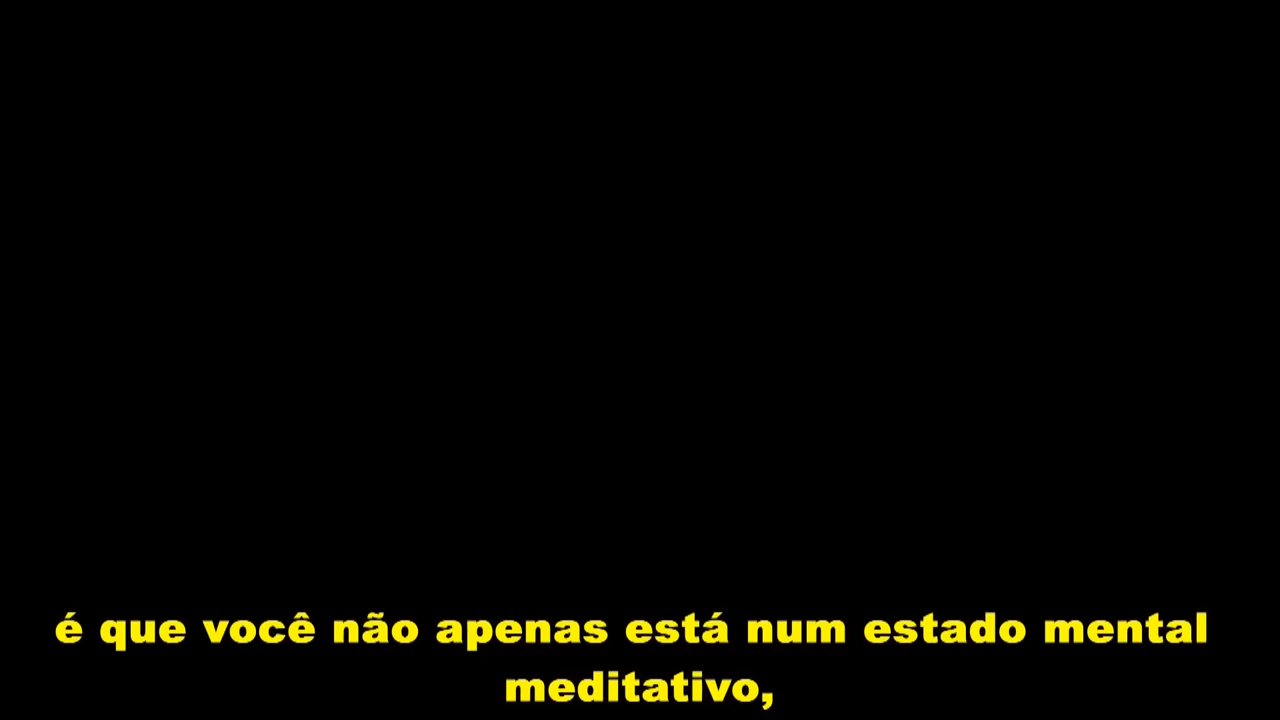 é que você não apenas está num estado mental
meditativo,